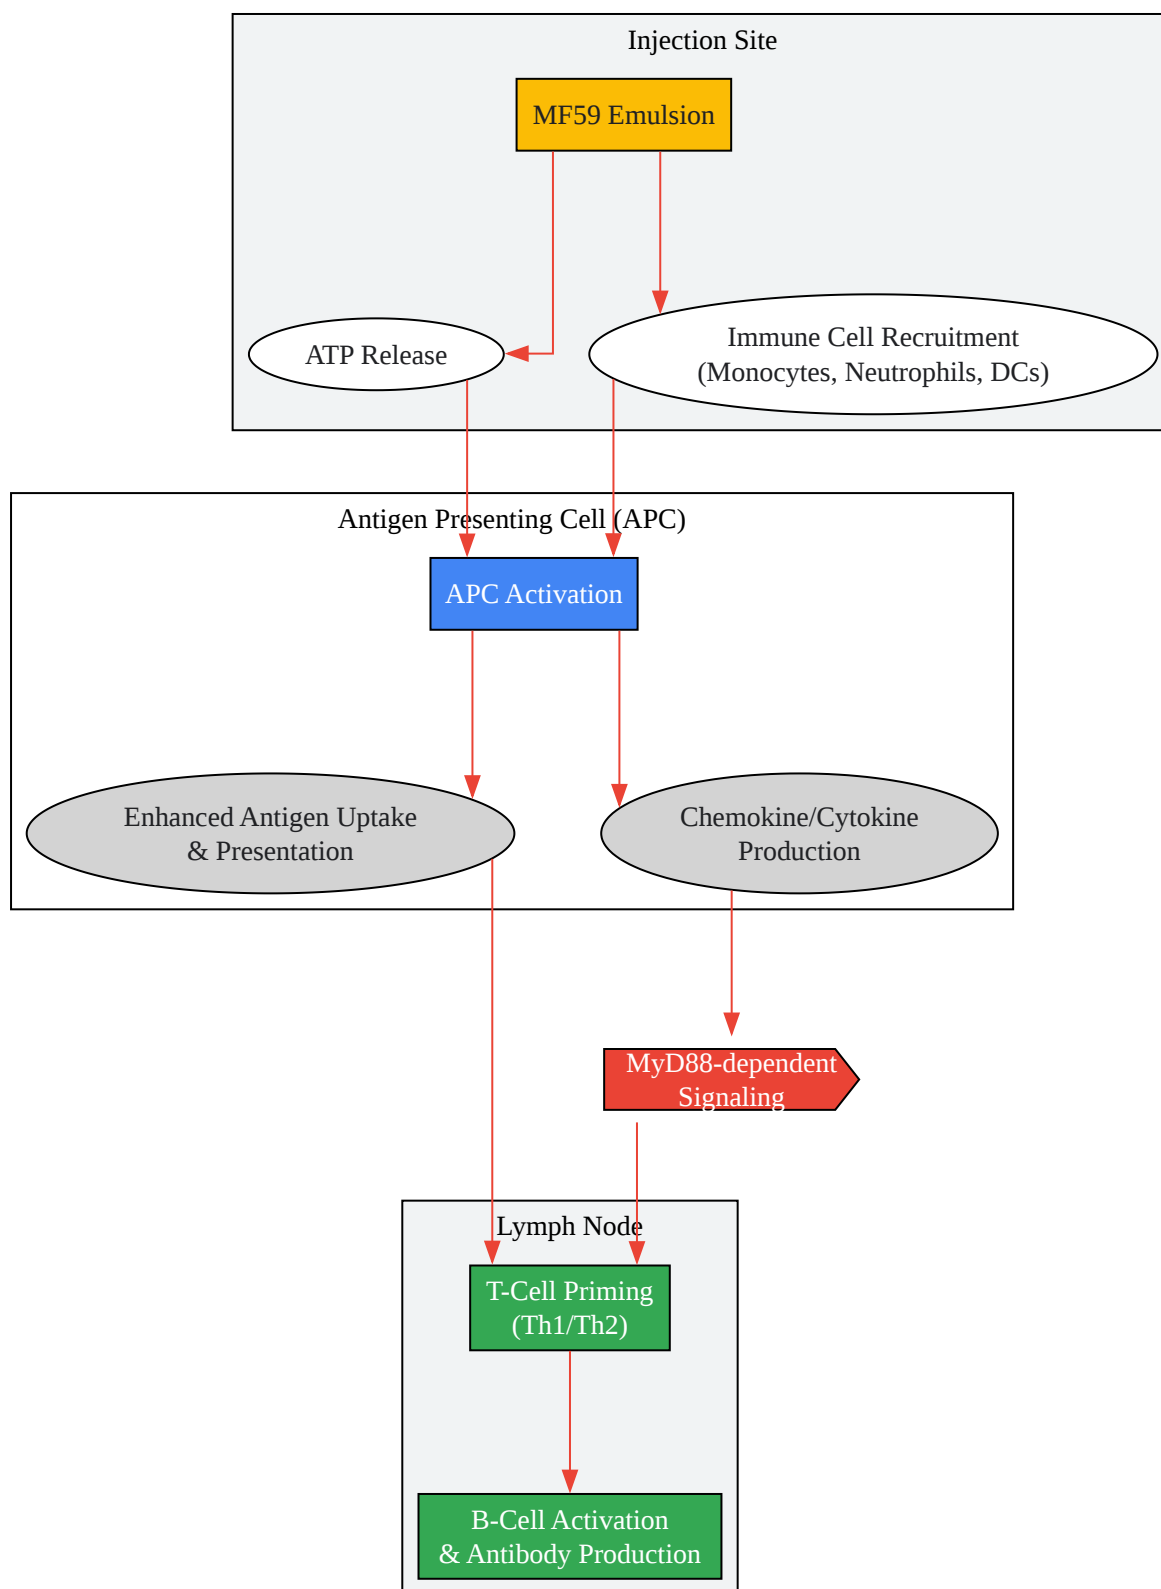 Injection Site
MF59 Emulsion
ATP Release
Immune Cell Recruitment
(Monocytes, Neutrophils, DCs)
Antigen Presenting Cell (APC)
APC Activation
Enhanced Antigen Uptake
& Presentation
Chemokine/Cytokine
Production
MyD88-dependent
Signaling
Lymph Node
T-Cell Priming
(Th1/Th2)
B-Cell Activation
& Antibody Production